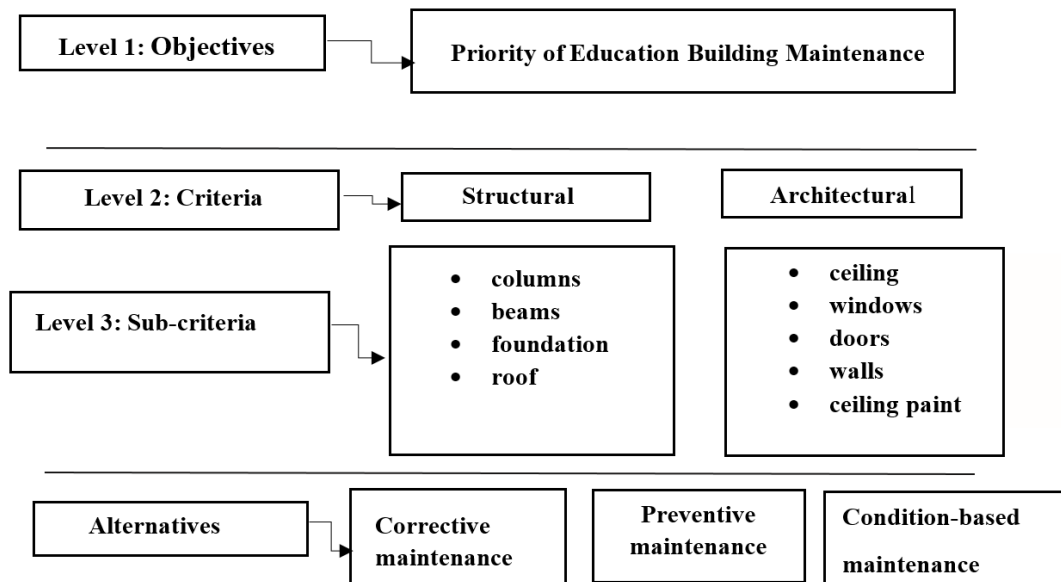 Level 1: Objectives
Priority of Education Building Maintenance
Level 2: Criteria
Structural
Architectural
Level 3: Sub-criteria
• columns
• beams
• foundation
• roof
• ceiling
• windows
• doors
• walls
• ceiling paint
Alternatives
Corrective
maintenance
Preventive
maintenance
Condition-based
maintenance